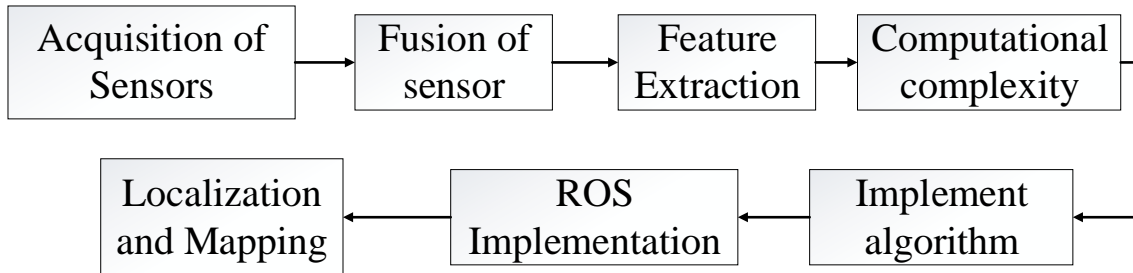 Acquisition of
Sensors
Fusion of
sensor
Feature
Extraction
Computational
complexity
Implement
algorithm
ROS
Implementation
Localization
and Mapping